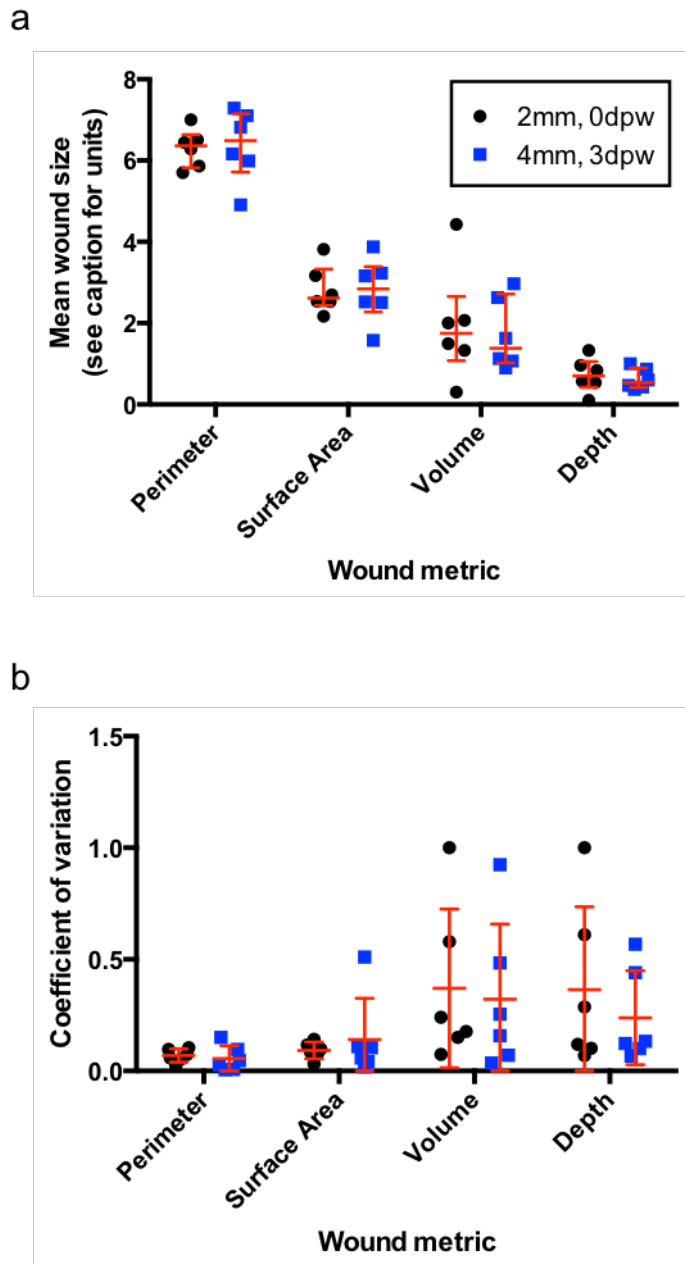 a
8
6
4
2
0
Mean wound size
(see caption for units)
2mm, 0dpw
4mm, 3dpw
Perimeter
Surface Area
Volume
Depth
Wound metric
b
1.5
1.0
0.5
0.0
Coefficient of variation
Perimeter
Surface Area
Volume
Depth
Wound metric